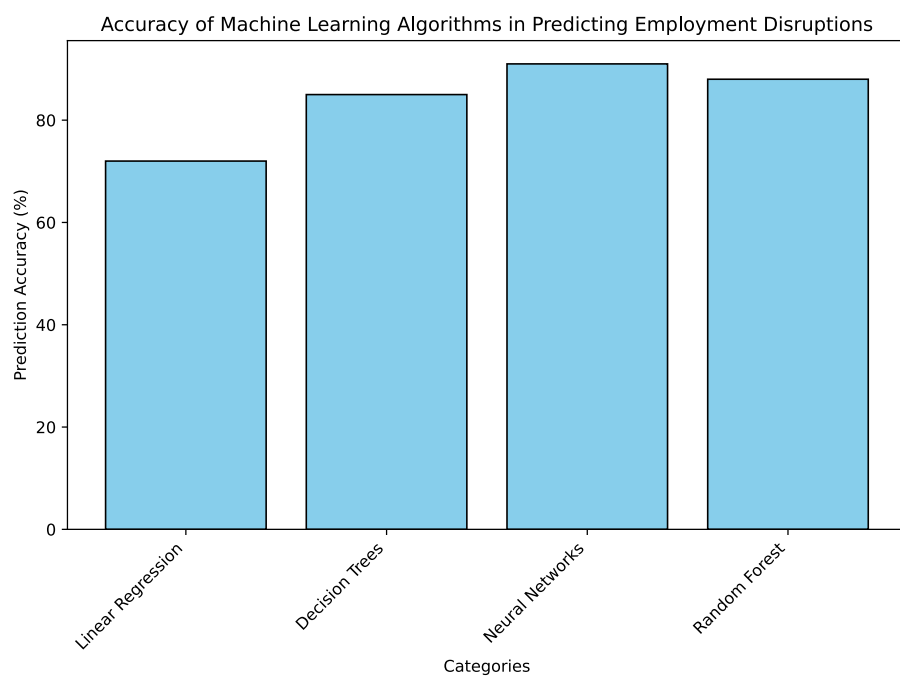 Accuracy of Machine Learning Algorithms in Predicting Employment Disruptions
Prediction Accuracy (%)
80
60
40
20
0
Linear Regression
Decision Trees
Neural Networks
Random Forest
Categories